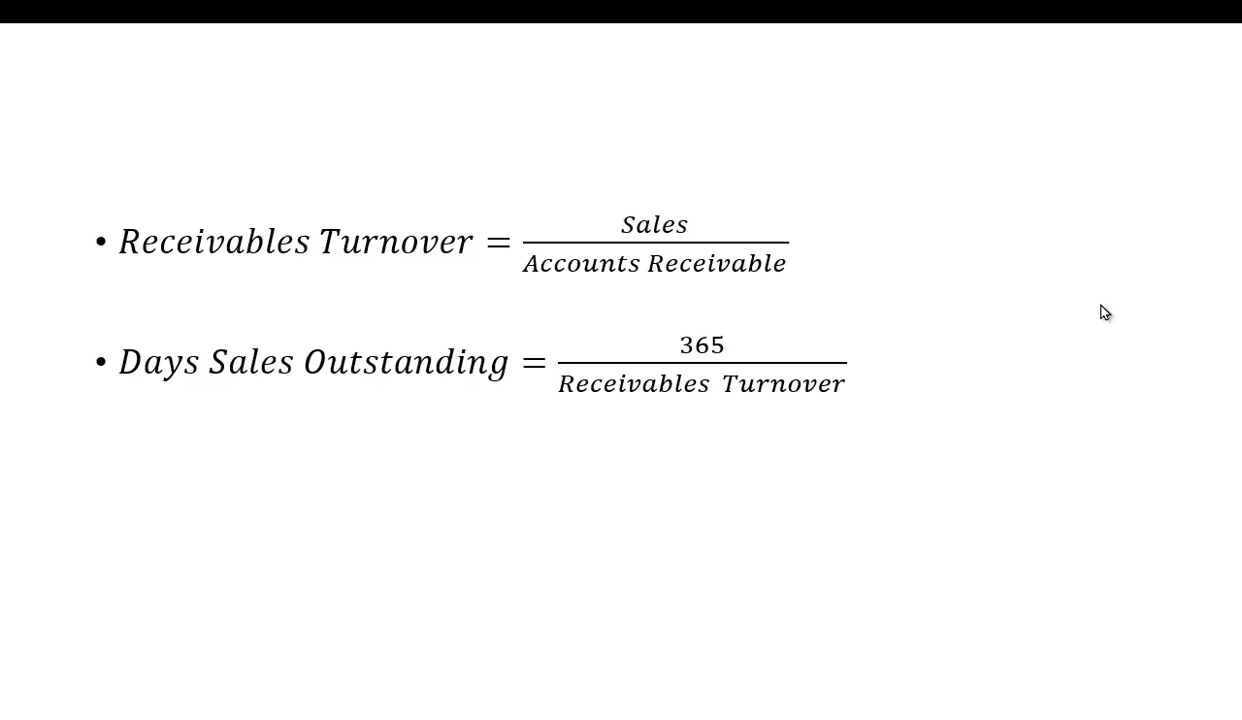 • Receivables Turnover = Sales / Accounts Receivable
• Days Sales Outstanding = 365 / Receivables Turnover